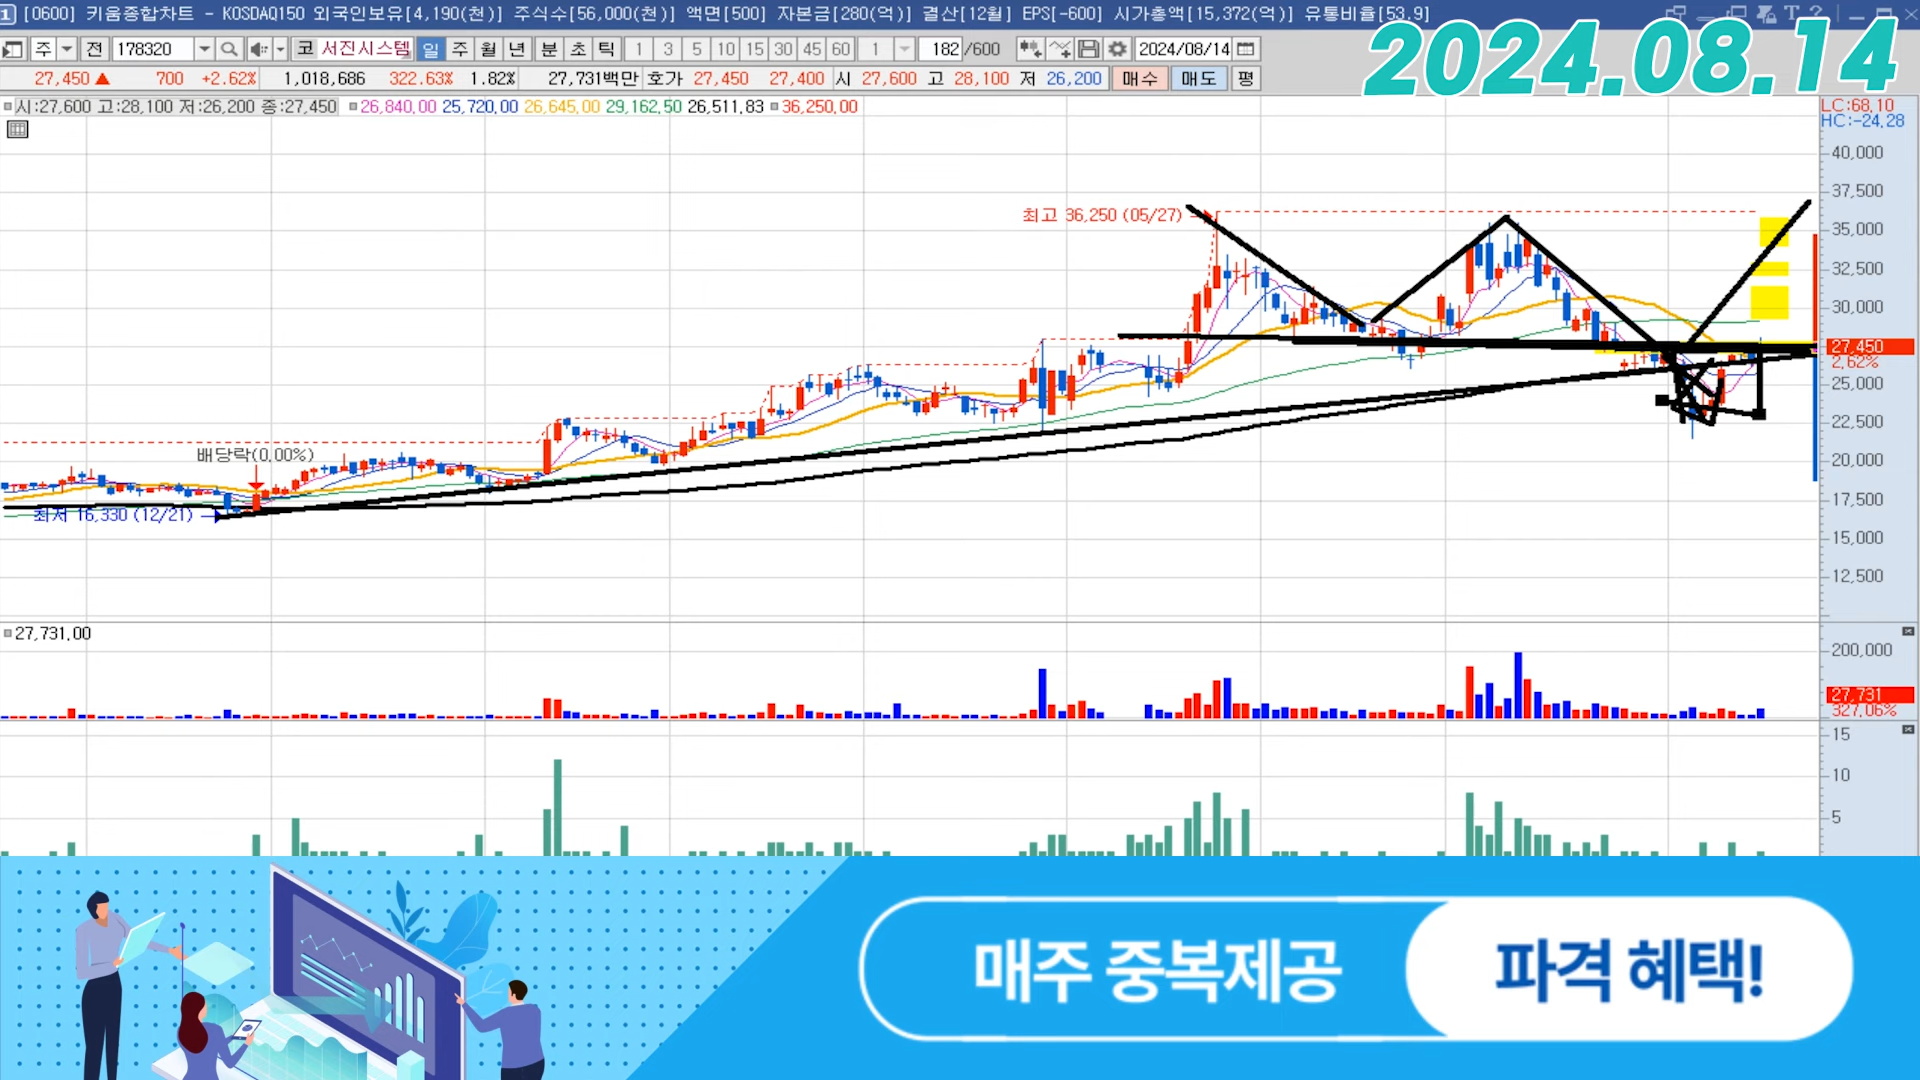 1 [0600] 키움종합차트 - KOSDAQ150 외국인보유[4,190(천)] 주식수[56,000(천)] 액면[500] 자본금[280(억)] 결산[12월] EPS[-600] 시가총액[15,372(억)] 유통비율[53.9]
2024.08.14
주 전 178320 코 서진시스템 일 주 월 년 분 초 틱 1 3 5 10 15 30 45 60 1 182 /600 2024/08/14
27,450 ▲ 700 +2.62% 1,018,686 322.63% 1.82% 27,731백만 호가 27,450 27,400 시 27,600 고 28,100 저 26,200 매수 매도 평
시:27,600 고:28,100 저:26,200 종:27,450 26,840.00 25,720.00 26,645.00 29,162.50 26,511.83 36,250.00
LC:68.10
HC:-24.28
40,000
37,500
최고 36,250 (05/27)
35,000
32,500
30,000
27,450
2.62%
25,000
22,500
배당락(0.00%)
20,000
17,500
최저 16,330 (12/21)
15,000
12,500
27,731.00
200,000
27,731
327.06%
15
10
5
매주 중복제공
파격 혜택!